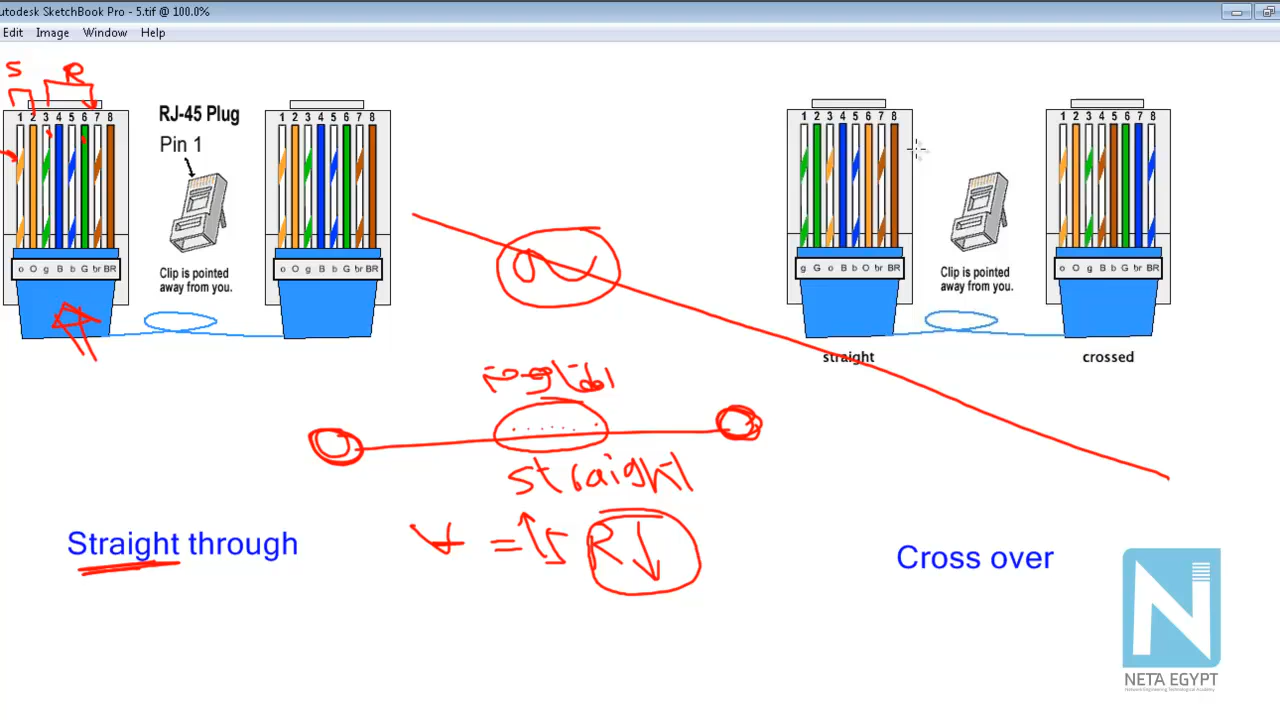 utodesk SketchBook Pro - 5.tif @ 100.0%
Edit Image Window Help
S R
1 2 3 4 5 6 7 8
o O g B b G br BR
RJ-45 Plug
Pin 1
Clip is pointed
away from you.
1 2 3 4 5 6 7 8
o O g B b G br BR
1 2 3 4 5 6 7 8
g G o B b O br BR
straight
Clip is pointed
away from you.
1 2 3 4 5 6 7 8
o O g BR b G B BR
crossed
straight
= S R
Straight through
Cross over
N
NETA EGYPT
Network Engineering Technological Academy